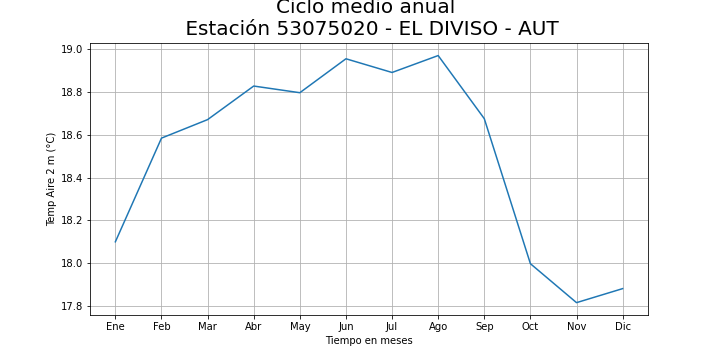 Ciclo medio anual
Estación 53075020 - EL DIVISO - AUT
19.0
18.8
18.6
18.4
18.2
18.0
17.8
Temp Aire 2 m (°C)
Ene Feb Mar Abr May Jun Jul Ago Sep Oct Nov Dic
Tiempo en meses